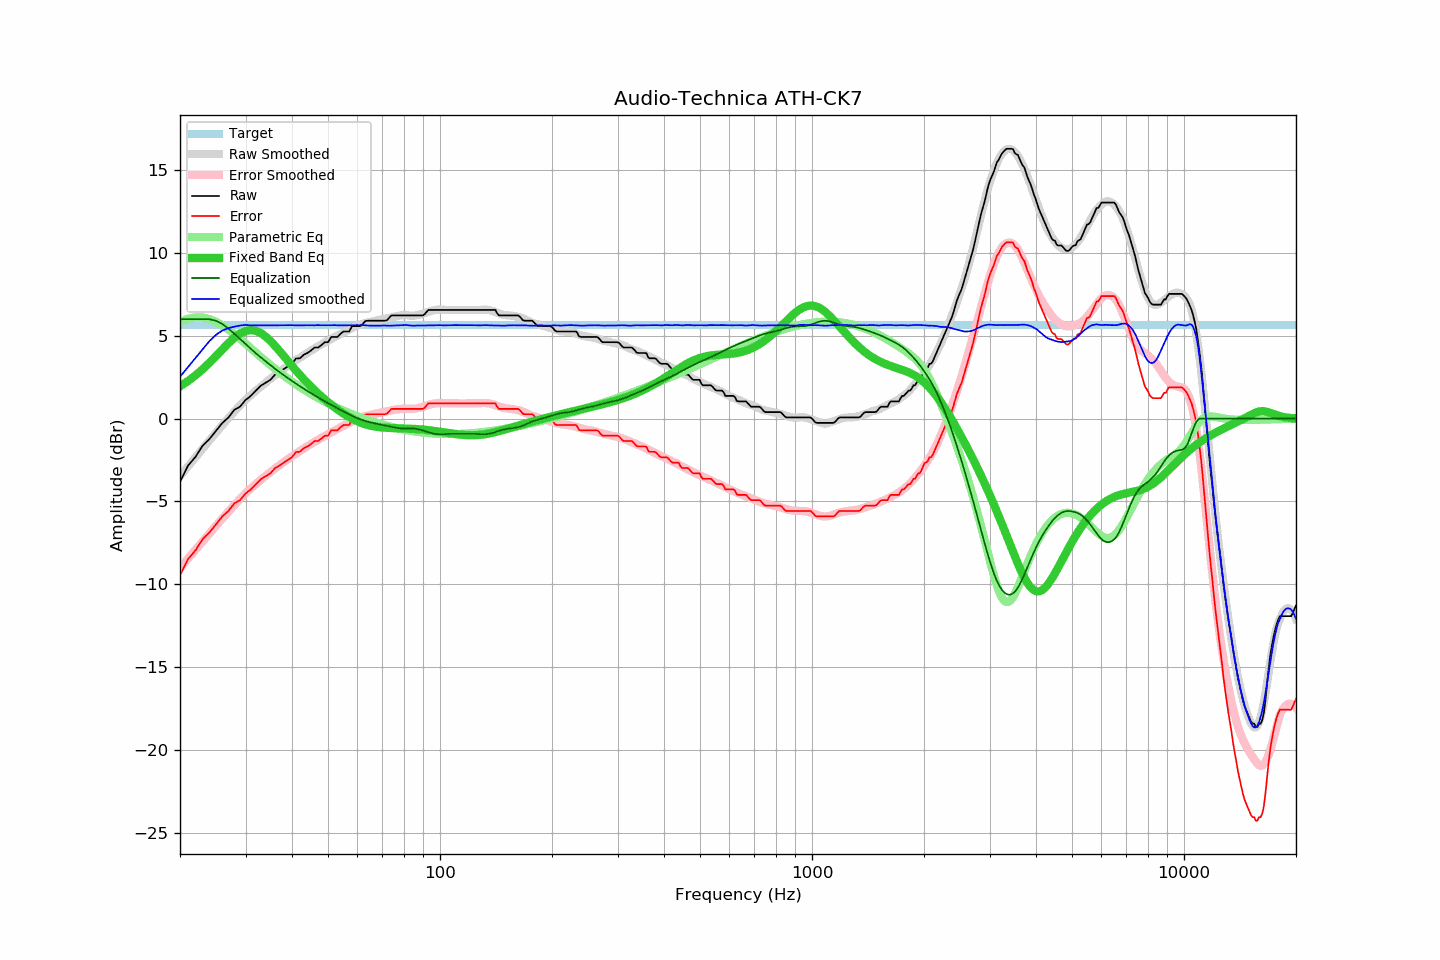 Audio-Technica ATH-CK7
Target
Raw Smoothed
Error Smoothed
Raw
Error
Parametric Eq
Fixed Band Eq
Equalization
Equalized smoothed
15
10
5
0
−5
−10
−15
−20
−25
Amplitude (dBr)
100
1000
10000
Frequency (Hz)